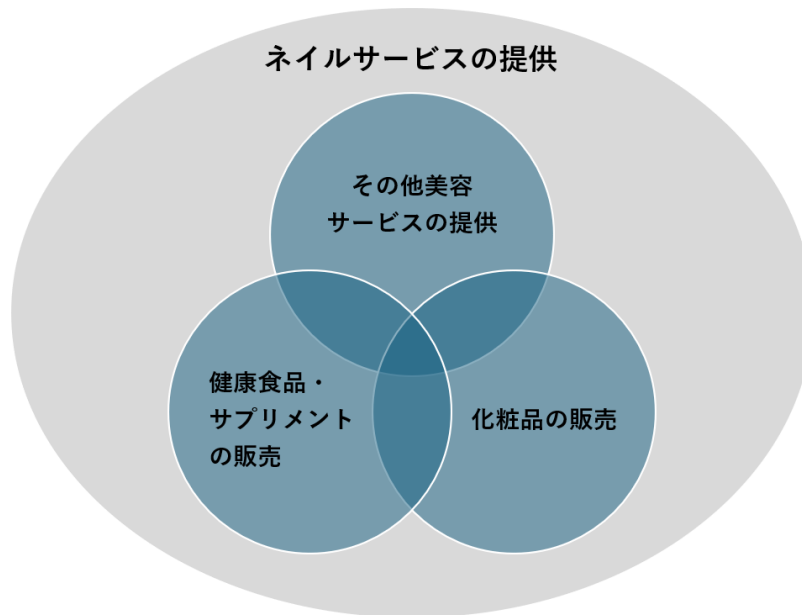 ネイルサービスの提供
その他美容
サービスの提供
健康食品・
サプリメント
の販売
化粧品の販売